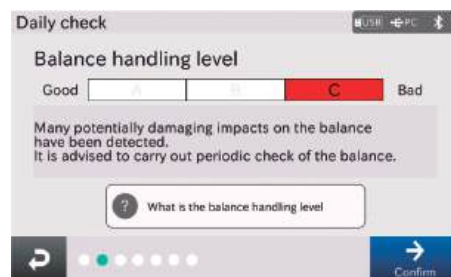 Daily check
USB PC
Balance handling level
Good A B C Bad
Many potentially damaging impacts on the balance
have been detected.
It is advised to carry out periodic check of the balance.
? What is the balance handling level
Confirm